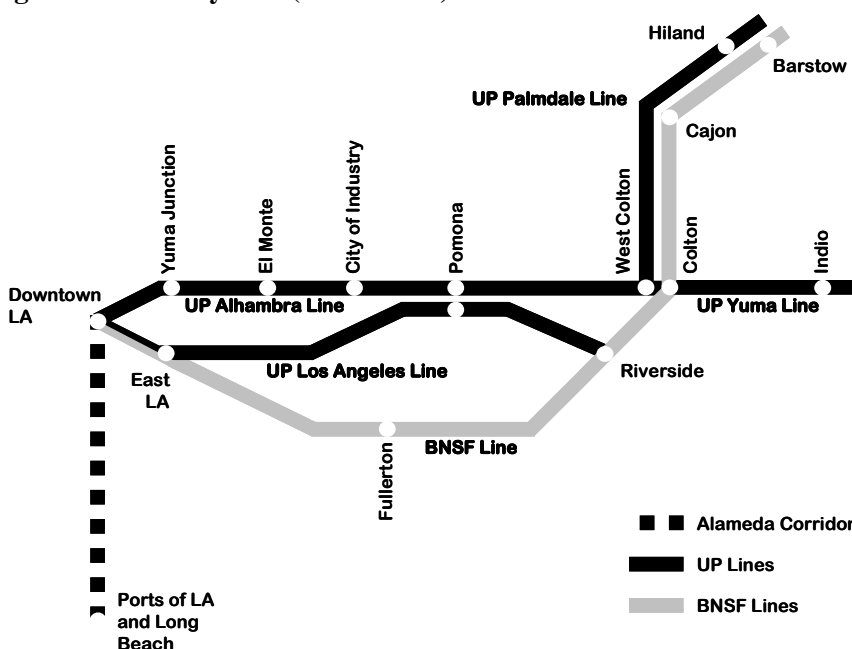 Hiland
Barstow
UP Palmdale Line
Cajon
Yuma Junction
El Monte
City of Industry
Pomona
West Colton
Colton
Indio
Downtown
LA
UP Alhambra Line
UP Yuma Line
East
LA
UP Los Angeles Line
Riverside
Fullerton
BNSF Line
Alameda Corridor
UP Lines
BNSF Lines
Ports of LA
and Long
Beach